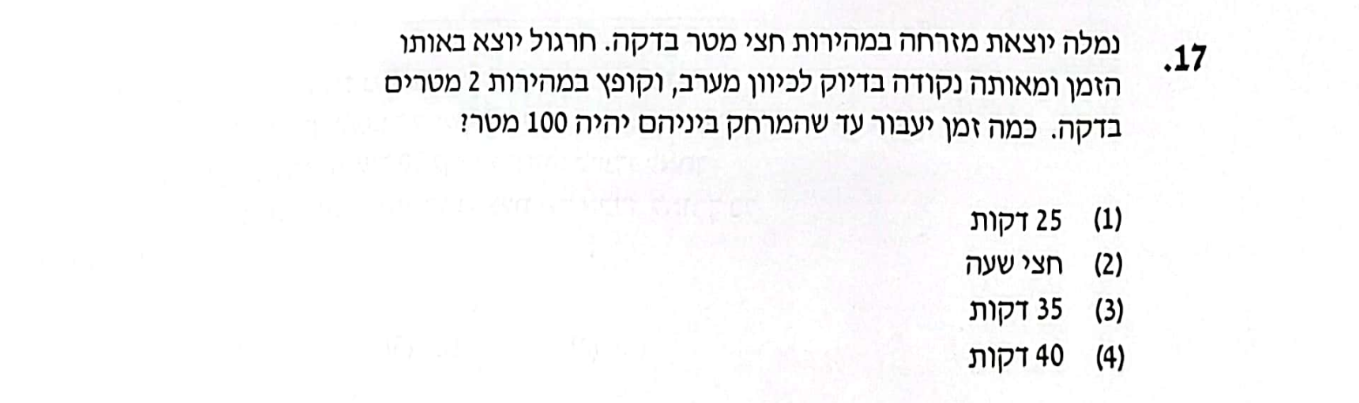 17. נמלה יוצאת מזרחה במהירות חצי מטר בדקה. חרגול יוצא באותו
הזמן ומאותה נקודה בדיוק לכיוון מערב, וקופץ במהירות 2 מטרים
בדקה. כמה זמן יעבור עד שהמרחק ביניהם יהיה 100 מטר?
(1) 25 דקות
(2) חצי שעה
(3) 35 דקות
(4) 40 דקות